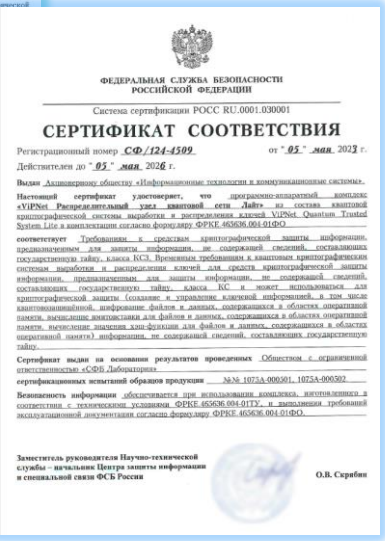 ФЕДЕРАЛЬНАЯ СЛУЖБА БЕЗОПАСНОСТИ
РОССИЙСКОЙ ФЕДЕРАЦИИ
Система сертификации РОСС RU.0001.030001
СЕРТИФИКАТ СООТВЕТСТВИЯ
Регистрационный номер СФ/124-4509 от "05" мая 2023 г.
Действителен до "05" мая 2026 г.
Выдан Акционерному обществу «Информационные технологии и коммуникационные системы».
Настоящий сертификат удостоверяет, что программно-аппаратный комплекс
«ViPNet Распределительный узел квантовой сети Лайт» из состава квантовой
криптографической системы выработки и распределения ключей ViPNet Quantum Trusted
System Lite в комплектации согласно формуляру ФРКЕ.465636.004-01ФО
соответствует Требованиям к средствам криптографической защиты информации,
предназначенным для защиты информации, не содержащей сведений, составляющих
государственную тайну, класса КС3, Временным требованиям к квантовым криптографическим
системам выработки и распределения ключей для средств криптографической защиты
информации, предназначенным для защиты информации, не содержащей сведений,
составляющих государственную тайну, класса КС и может использоваться для
криптографической защиты (создание и управление ключевой информацией, в том числе
квантовозащищённой, шифрование файлов и данных, содержащихся в областях оперативной
памяти, вычисление имитовставки для файлов и данных, содержащихся в областях оперативной
памяти, вычисление значения хэш-функции для файлов и данных, содержащихся в областях
оперативной памяти) информации, не содержащей сведений, составляющих государственную
тайну.
Сертификат выдан на основании результатов проведенных Обществом с ограниченной
ответственностью «СФБ Лаборатория»
сертификационных испытаний образцов продукции №№ 1075А-000501, 1075А-000502.
Безопасность информации обеспечивается при использовании комплекса, изготовленного в
соответствии с техническими условиями ФРКЕ.465636.004-01ТУ, и выполнения требований
эксплуатационной документации согласно формуляру ФРКЕ.465636.004-01ФО.
Заместитель руководителя Научно-технической
службы – начальник Центра защиты информации
и специальной связи ФСБ России О.В. Скрябин